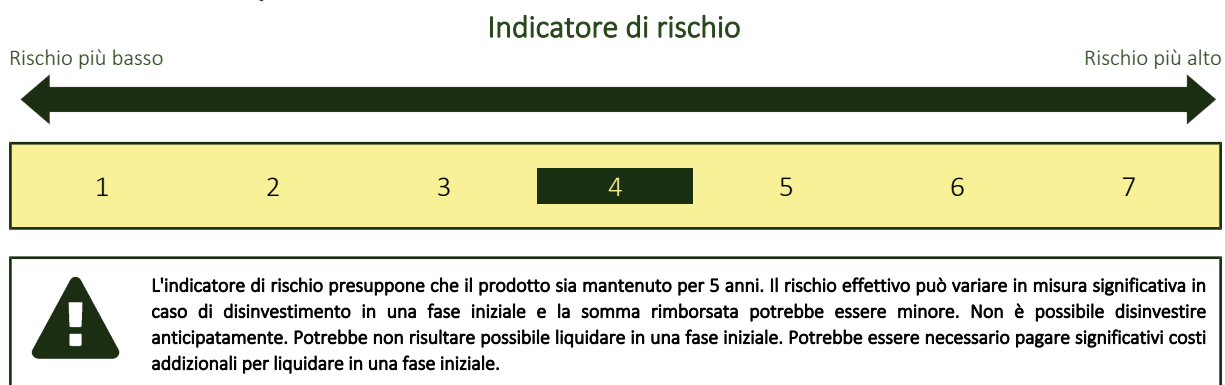 Indicatore di rischio
Rischio più basso
Rischio più alto
1 2 3 4 5 6 7
L'indicatore di rischio presuppone che il prodotto sia mantenuto per 5 anni. Il rischio effettivo può variare in misura significativa in
caso di disinvestimento in una fase iniziale e la somma rimborsata potrebbe essere minore. Non è possibile disinvestire
anticipatamente. Potrebbe non risultare possibile liquidare in una fase iniziale. Potrebbe essere necessario pagare significativi costi
addizionali per liquidare in una fase iniziale.